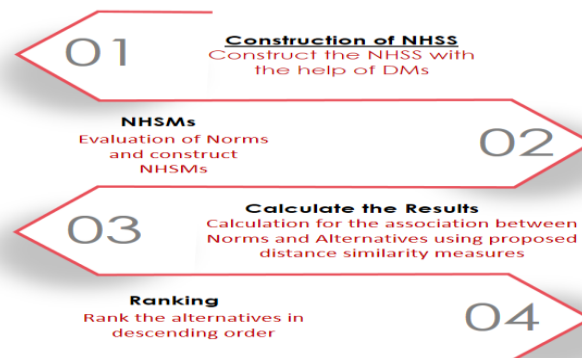 01
Construction of NHSS
Construct the NHSS with
the help of DMs
NHSMs
Evaluation of Norms
and construct
NHSMs
02
03
Calculate the Results
Calculation for the association between
Norms and Alternatives using proposed
distance similarity measures
Ranking
Rank the alternatives in
descending order
04